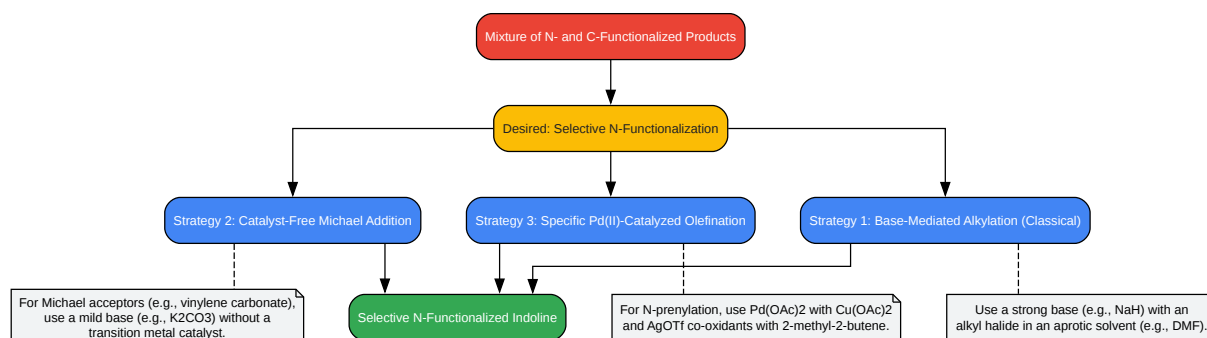 Mixture of N- and C-Functionalized Products
Desired: Selective N-Functionalization
Strategy 2: Catalyst-Free Michael Addition
Strategy 3: Specific Pd(II)-Catalyzed Olefination
Strategy 1: Base-Mediated Alkylation (Classical)
For Michael acceptors (e.g., vinylene carbonate),
use a mild base (e.g., K2CO3) without a
transition metal catalyst.
Selective N-Functionalized Indoline
For N-prenylation, use Pd(OAc)2 with Cu(OAc)2
and AgOTf co-oxidants with 2-methyl-2-butene.
Use a strong base (e.g., NaH) with an
alkyl halide in an aprotic solvent (e.g., DMF).